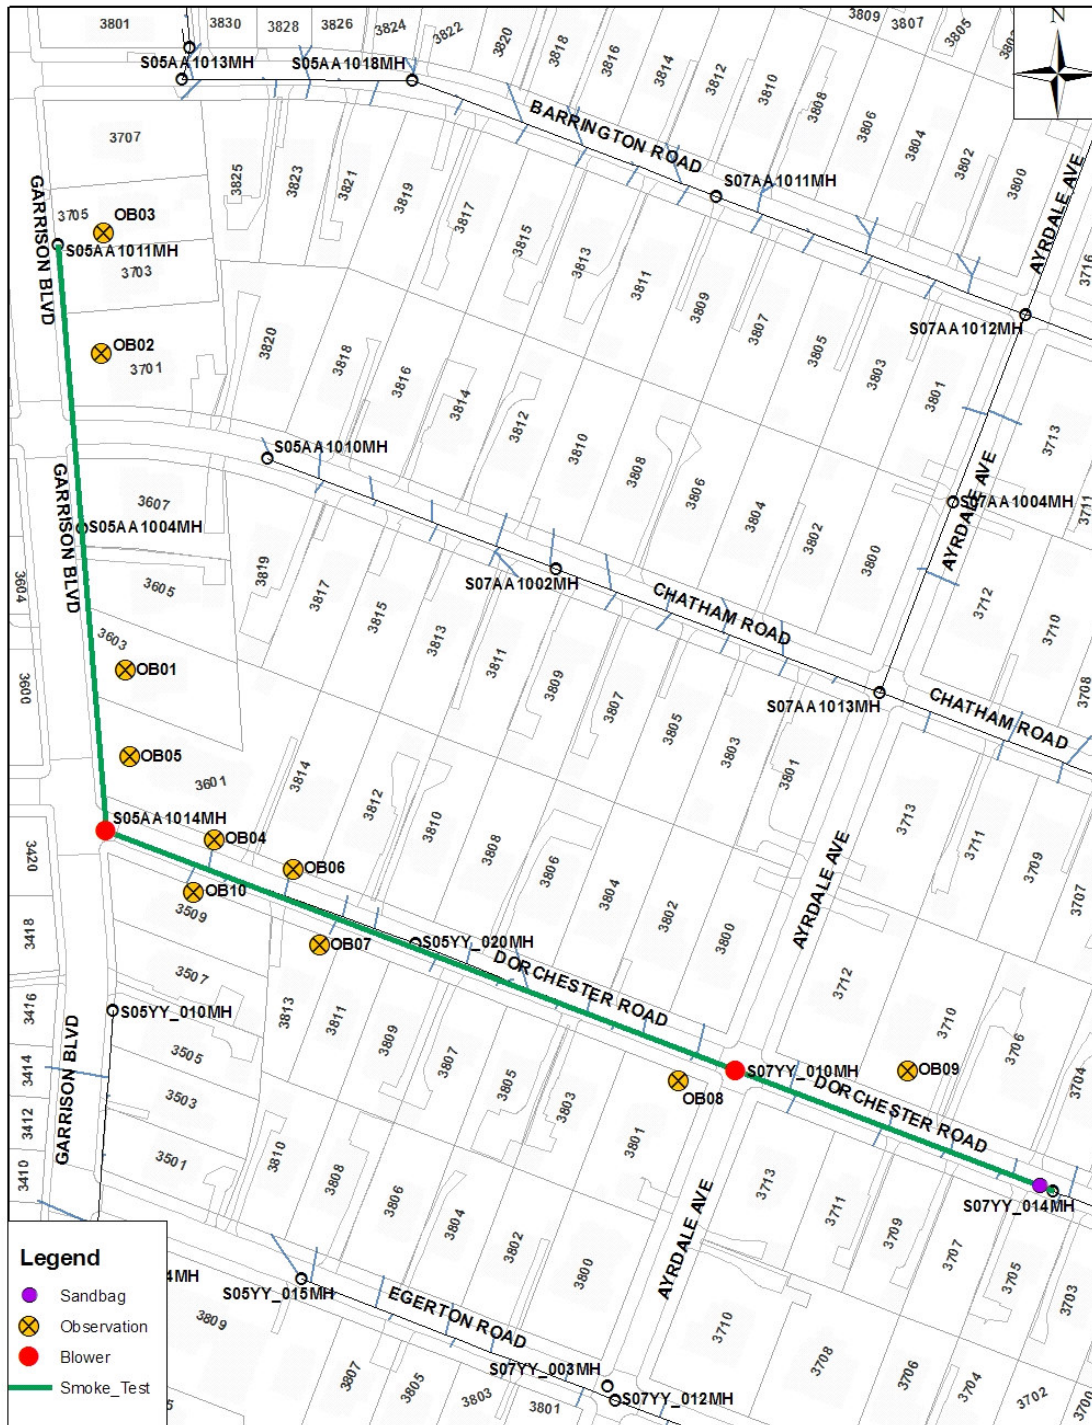 3801
3830
3828
3826
3824
3822
3820
3818
3816
3814
3812
3810
3808
3806
3804
3802
3800
3809
3807
3805
N
S05AA1013MH
S05AA1018MH
BARRINGTON ROAD
S07AA1011MH
AYRDALE AVE
3716
S07AA1012MH
3707
3825
3823
3821
3819
3817
3815
3813
3811
3809
3807
3805
3803
3801
GARRISON BLVD
3705
OB03
S05AA1011MH
3703
OB02
3701
3820
3818
3816
3814
3812
3810
3808
3806
3804
3802
3800
S05AA1010MH
3713
3711
S07AA1004MH
AYRDALE AVE
3712
3710
3708
GARRISON BLVD
3607
S05AA1004MH
3605
3604
3603
3600
OB01
OB05
3601
3819
3817
3815
3813
3811
3809
3807
3805
3803
3801
S07AA1002MH
CHATHAM ROAD
S07AA1013MH
CHATHAM ROAD
3713
3711
3709
3707
S05AA1014MH
3814
3812
3810
3808
3806
3804
3802
3800
AYRDALE AVE
3712
3710
3706
3704
3420
3418
3416
3414
3412
3410
OB04
OB06
OB10
3509
OB07
S05YY_020MH
DORCHESTER ROAD
3507
S05YY_010MH
GARRISON BLVD
3505
3503
3501
3813
3811
3809
3807
3805
3803
3801
OB08
S07YY_010MH
OB09
DORCHESTER ROAD
S07YY_014MH
3713
3711
3709
3707
3705
3703
3810
3808
3806
3804
3802
3800
AYRDALE AVE
3710
3708
3706
3704
3702
3700
S05YY_015MH
EGERTON ROAD
S07YY_003MH
S07YY_012MH
4MH
3809
3807
3805
3803
3801
Legend
Sandbag
Observation
Blower
Smoke_Test